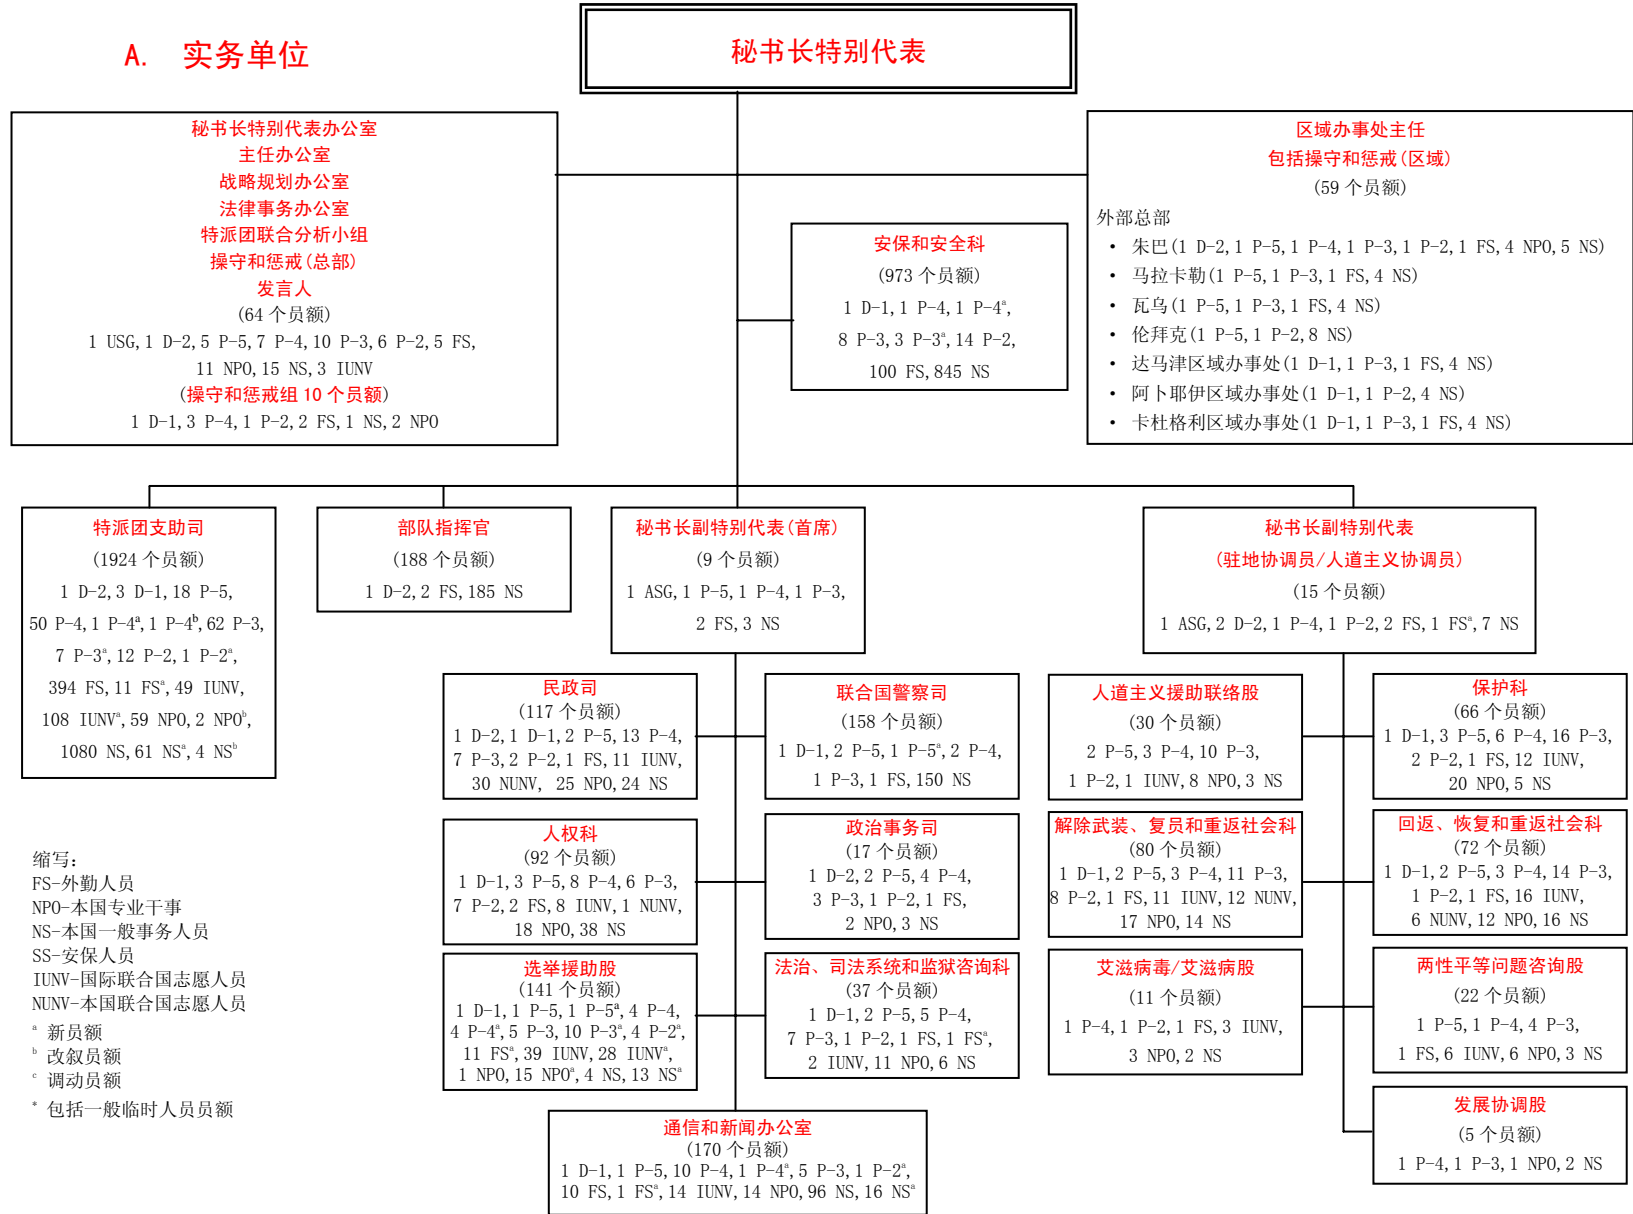 A. 实务单位
秘书长特别代表
秘书长特别代表办公室
主任办公室
战略规划办公室
法律事务办公室
特派团联合分析小组
操守和惩戒(总部)
发言人
(64 个员额)
1 USG,1 D-2,5 P-5,7 P-4,10 P-3,6 P-2,5 FS,
11 NPO,15 NS,3 IUNV
(操守和惩戒组 10 个员额)
1 D-1,3 P-4,1 P-2,2 FS,1 NS,2 NPO
安保和安全科
(973 个员额)
1 D-1,1 P-4,1 P-4ᵃ,
8 P-3,3 P-3ᵃ,14 P-2,
100 FS,845 NS
区域办事处主任
包括操守和惩戒(区域)
(59 个员额)
外部总部
• 朱巴(1 D-2,1 P-5,1 P-4,1 P-3,1 P-2,1 FS,4 NPO,5 NS)
• 马拉卡勒(1 P-5,1 P-3,1 FS,4 NS)
• 瓦乌(1 P-5,1 P-3,1 FS,4 NS)
• 伦拜克(1 P-5,1 P-2,8 NS)
• 达马津区域办事处(1 D-1,1 P-3,1 FS,4 NS)
• 阿卜耶伊区域办事处(1 D-1,1 P-2,4 NS)
• 卡杜格利区域办事处(1 D-1,1 P-3,1 FS,4 NS)
特派团支助司
(1924 个员额)
1 D-2,3 D-1,18 P-5,
50 P-4,1 P-4ᵃ,1 P-4ᵇ,62 P-3,
7 P-3ᵃ,12 P-2,1 P-2ᵃ,
394 FS,11 FSᵃ,49 IUNV,
108 IUNVᵃ,59 NPO,2 NPOᵇ,
1080 NS,61 NSᵃ,4 NSᵇ
部队指挥官
(188 个员额)
1 D-2,2 FS,185 NS
秘书长副特别代表(首席)
(9 个员额)
1 ASG,1 P-5,1 P-4,1 P-3,
2 FS,3 NS
秘书长副特别代表
(驻地协调员/人道主义协调员)
(15 个员额)
1 ASG,2 D-2,1 P-4,1 P-2,2 FS,1 FSᵃ,7 NS
民政司
(117 个员额)
1 D-2,1 D-1,2 P-5,13 P-4,
7 P-3,2 P-2,1 FS,11 IUNV,
30 NUNV, 25 NPO,24 NS
联合国警察司
(158 个员额)
1 D-1,2 P-5,1 P-5ᵃ,2 P-4,
1 P-3,1 FS,150 NS
人权科
(92 个员额)
1 D-1,3 P-5,8 P-4,6 P-3,
7 P-2,2 FS,8 IUNV,1 NUNV,
18 NPO,38 NS
政治事务司
(17 个员额)
1 D-2,2 P-5,4 P-4,
3 P-3,1 P-2,1 FS,
2 NPO,3 NS
选举援助股
(141 个员额)
1 D-1,1 P-5,1 P-5ᵃ,4 P-4,
4 P-4ᵃ,5 P-3,10 P-3ᵃ,4 P-2ᵃ,
11 FSᵃ,39 IUNV,28 IUNVᵃ,
1 NPO,15 NPOᵃ,4 NS,13 NSᵃ
法治、司法系统和监狱咨询科
(37 个员额)
1 D-1,2 P-5,5 P-4,
7 P-3,1 P-2,1 FS,1 FSᵃ,
2 IUNV,11 NPO,6 NS
通信和新闻办公室
(170 个员额)
1 D-1,1 P-5,10 P-4,1 P-4ᵃ,5 P-3,1 P-2ᵃ,
10 FS,1 FSᵃ,14 IUNV,14 NPO,96 NS,16 NSᵃ
人道主义援助联络股
(30 个员额)
2 P-5,3 P-4,10 P-3,
1 P-2,1 IUNV,8 NPO,3 NS
保护科
(66 个员额)
1 D-1,3 P-5,6 P-4,16 P-3,
2 P-2,1 FS,12 IUNV,
20 NPO,5 NS
解除武装、复员和重返社会科
(80 个员额)
1 D-1,2 P-5,3 P-4,11 P-3,
8 P-2,1 FS,11 IUNV,12 NUNV,
17 NPO,14 NS
回返、恢复和重返社会科
(72 个员额)
1 D-1,2 P-5,3 P-4,14 P-3,
1 P-2,1 FS,16 IUNV,
6 NUNV,12 NPO,16 NS
艾滋病毒/艾滋病股
(11 个员额)
1 P-4,1 P-2,1 FS,3 IUNV,
3 NPO,2 NS
两性平等问题咨询股
(22 个员额)
1 P-5,1 P-4,4 P-3,
1 FS,6 IUNV,6 NPO,3 NS
发展协调股
(5 个员额)
1 P-4,1 P-3,1 NPO,2 NS
缩写:
FS-外勤人员
NPO-本国专业干事
NS-本国一般事务人员
SS-安保人员
IUNV-国际联合国志愿人员
NUNV-本国联合国志愿人员
ᵃ 新员额
ᵇ 改叙员额
ᶜ 调动员额
* 包括一般临时人员员额